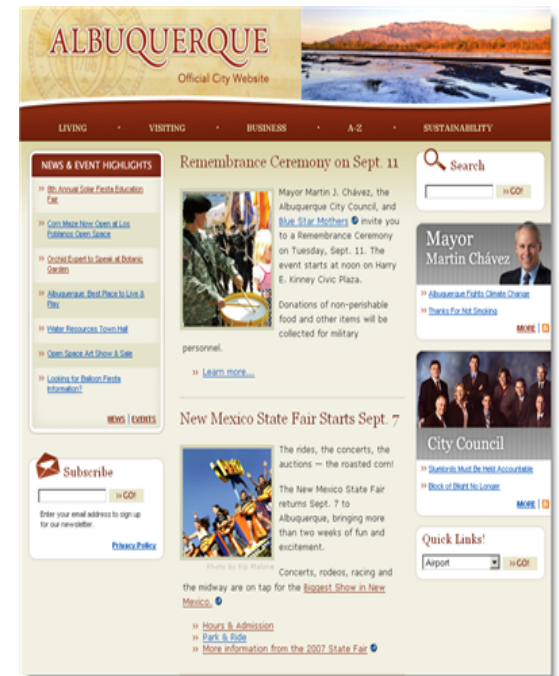 ALBUQUERQUE
Official City Website
LIVING • VISITING • BUSINESS • A-Z • SUSTAINABILITY
NEWS & EVENT HIGHLIGHTS
» 8th Annual Solar Fiesta Education
Fair
» Corn Maze Now Open at Los
Poblanos Open Space
» Orchid Expert to Speak at Botanic
Garden
» Albuquerque: Best Place to Live &
Play
» Water Resources Town Hall
» Open Space Art Show & Sale
» Looking for Balloon Fiesta
Information?
NEWS | EVENTS
Subscribe
» GO!
Enter your email address to sign up
for our newsletter.
Privacy Policy
Remembrance Ceremony on Sept. 11
Mayor Martin J. Chávez, the
Albuquerque City Council, and
Blue Star Mothers invite you
to a Remembrance Ceremony
on Tuesday, Sept. 11. The
event starts at noon on Harry
E. Kinney Civic Plaza.
Donations of non-perishable
food and other items will be
collected for military
personnel.
» Learn more...
New Mexico State Fair Starts Sept. 7
The rides, the concerts, the
auctions — the roasted corn!
The New Mexico State Fair
returns Sept. 7 to
Albuquerque, bringing more
than two weeks of fun and
excitement.
Photo by Kip Malone
Concerts, rodeos, racing and
the midway are on tap for the Biggest Show in New
Mexico.
» Hours & Admission
» Park & Ride
» More information from the 2007 State Fair
Search
» GO!
Mayor
Martin Chávez
» Albuquerque Fights Climate Change
» Thanks For Not Smoking
MORE |
City Council
» Slumlords Must Be Held Accountable
» Block of Blight No Longer
MORE |
Quick Links!
Airport
» GO!